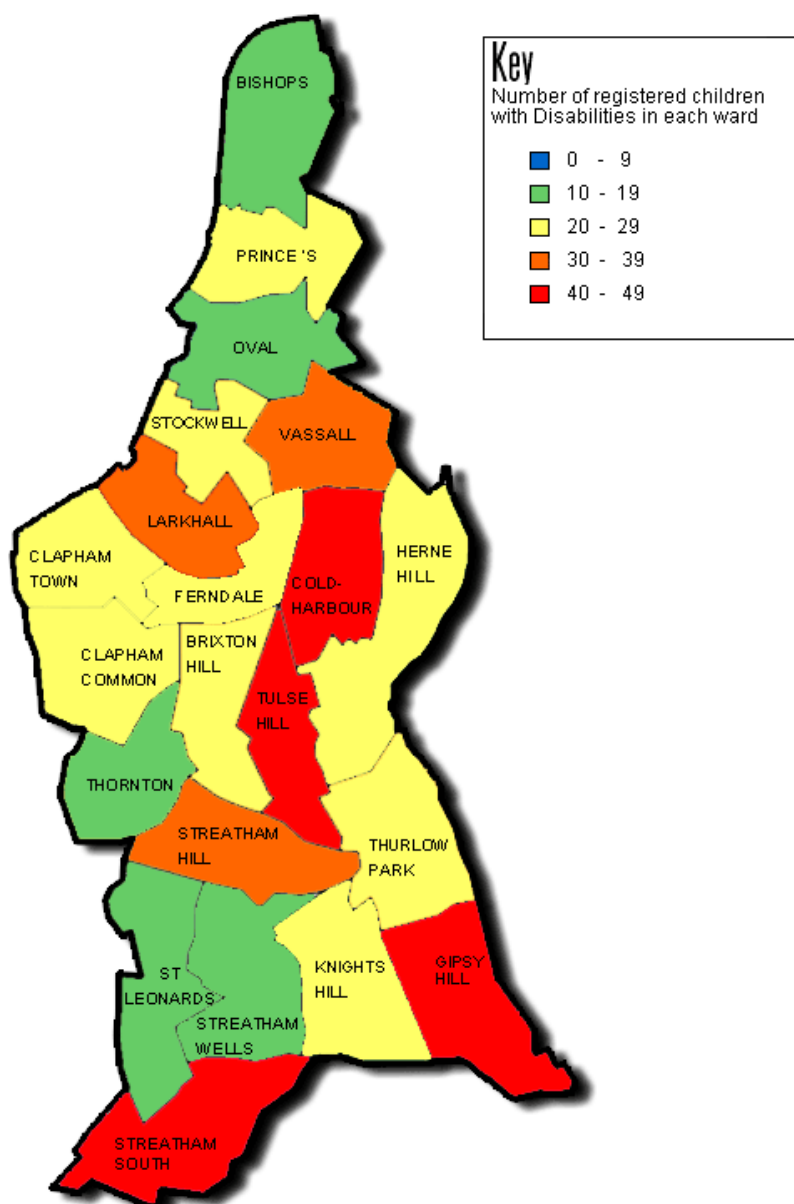 Key
Number of registered children
with Disabilities in each ward
0 - 9
10 - 19
20 - 29
30 - 39
40 - 49
BISHOPS
PRINCE'S
OVAL
STOCKWELL
VASSALL
LARKHALL
CLAPHAM
TOWN
FERNDALE
COLD-
HARBOUR
HERNE
HILL
CLAPHAM
COMMON
BRIXTON
HILL
TULSE
HILL
THORNTON
STREATHAM
HILL
THURLOW
PARK
ST
LEONARDS
STREATHAM
WELLS
KNIGHTS
HILL
GIPSY
HILL
STREATHAM
SOUTH